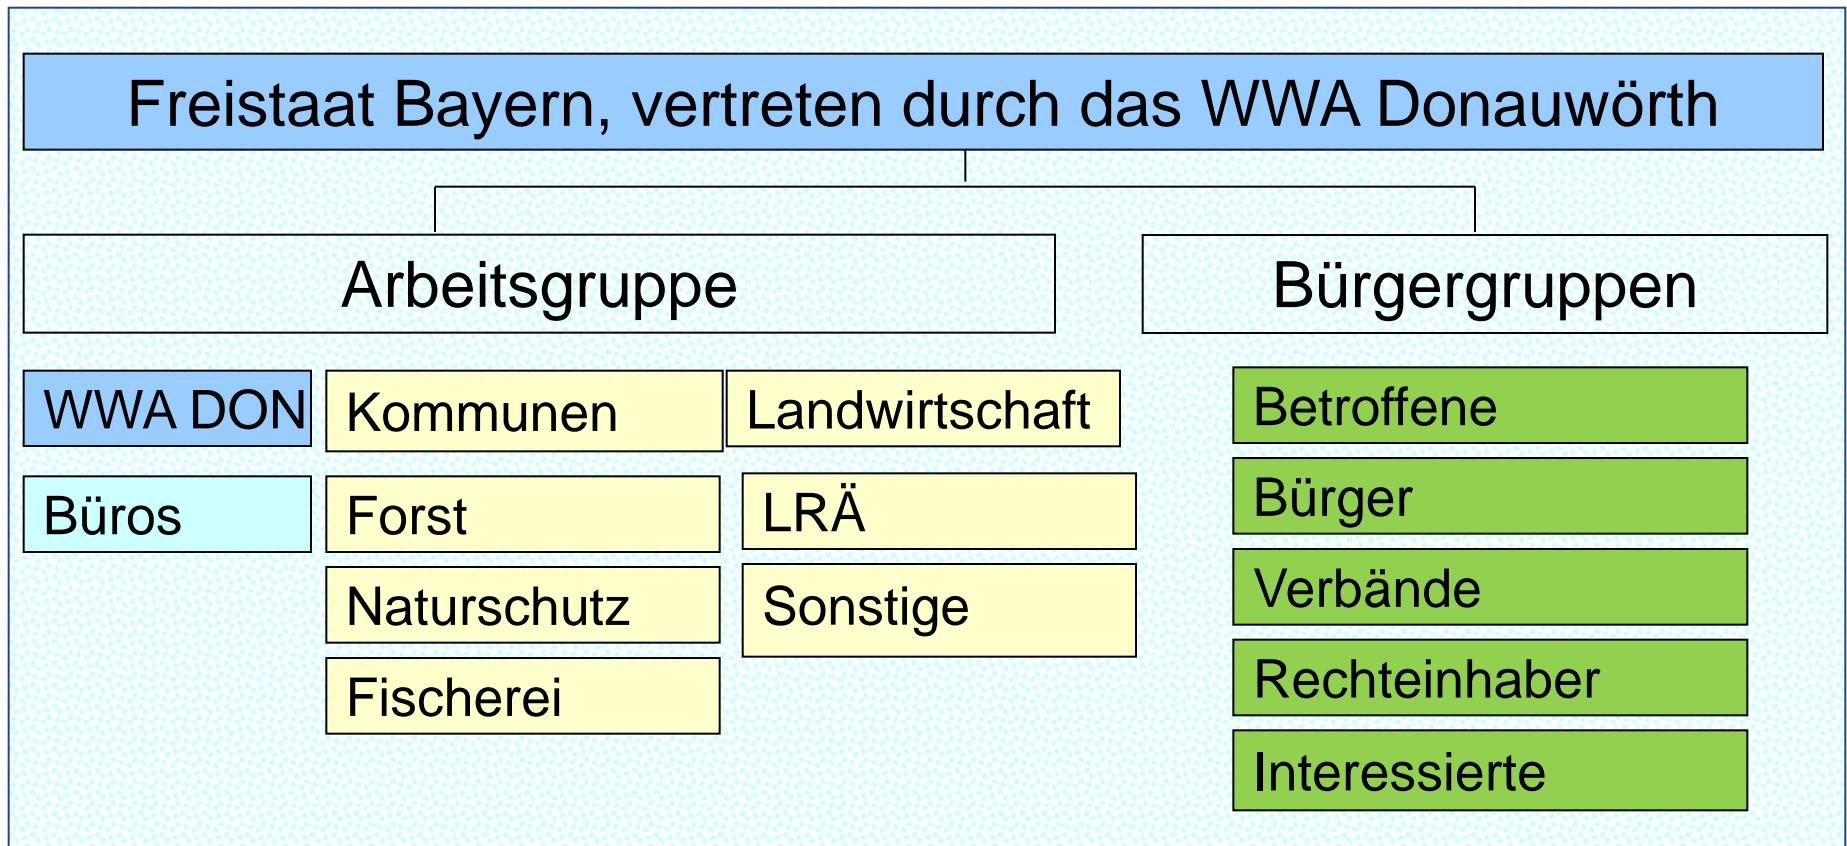 Freistaat Bayern, vertreten durch das WWA Donauwörth
Arbeitsgruppe
Bürgergruppen
WWA DON
Kommunen
Landwirtschaft
Büros
Forst
LRÄ
Naturschutz
Sonstige
Fischerei
Betroffene
Bürger
Verbände
Rechteinhaber
Interessierte